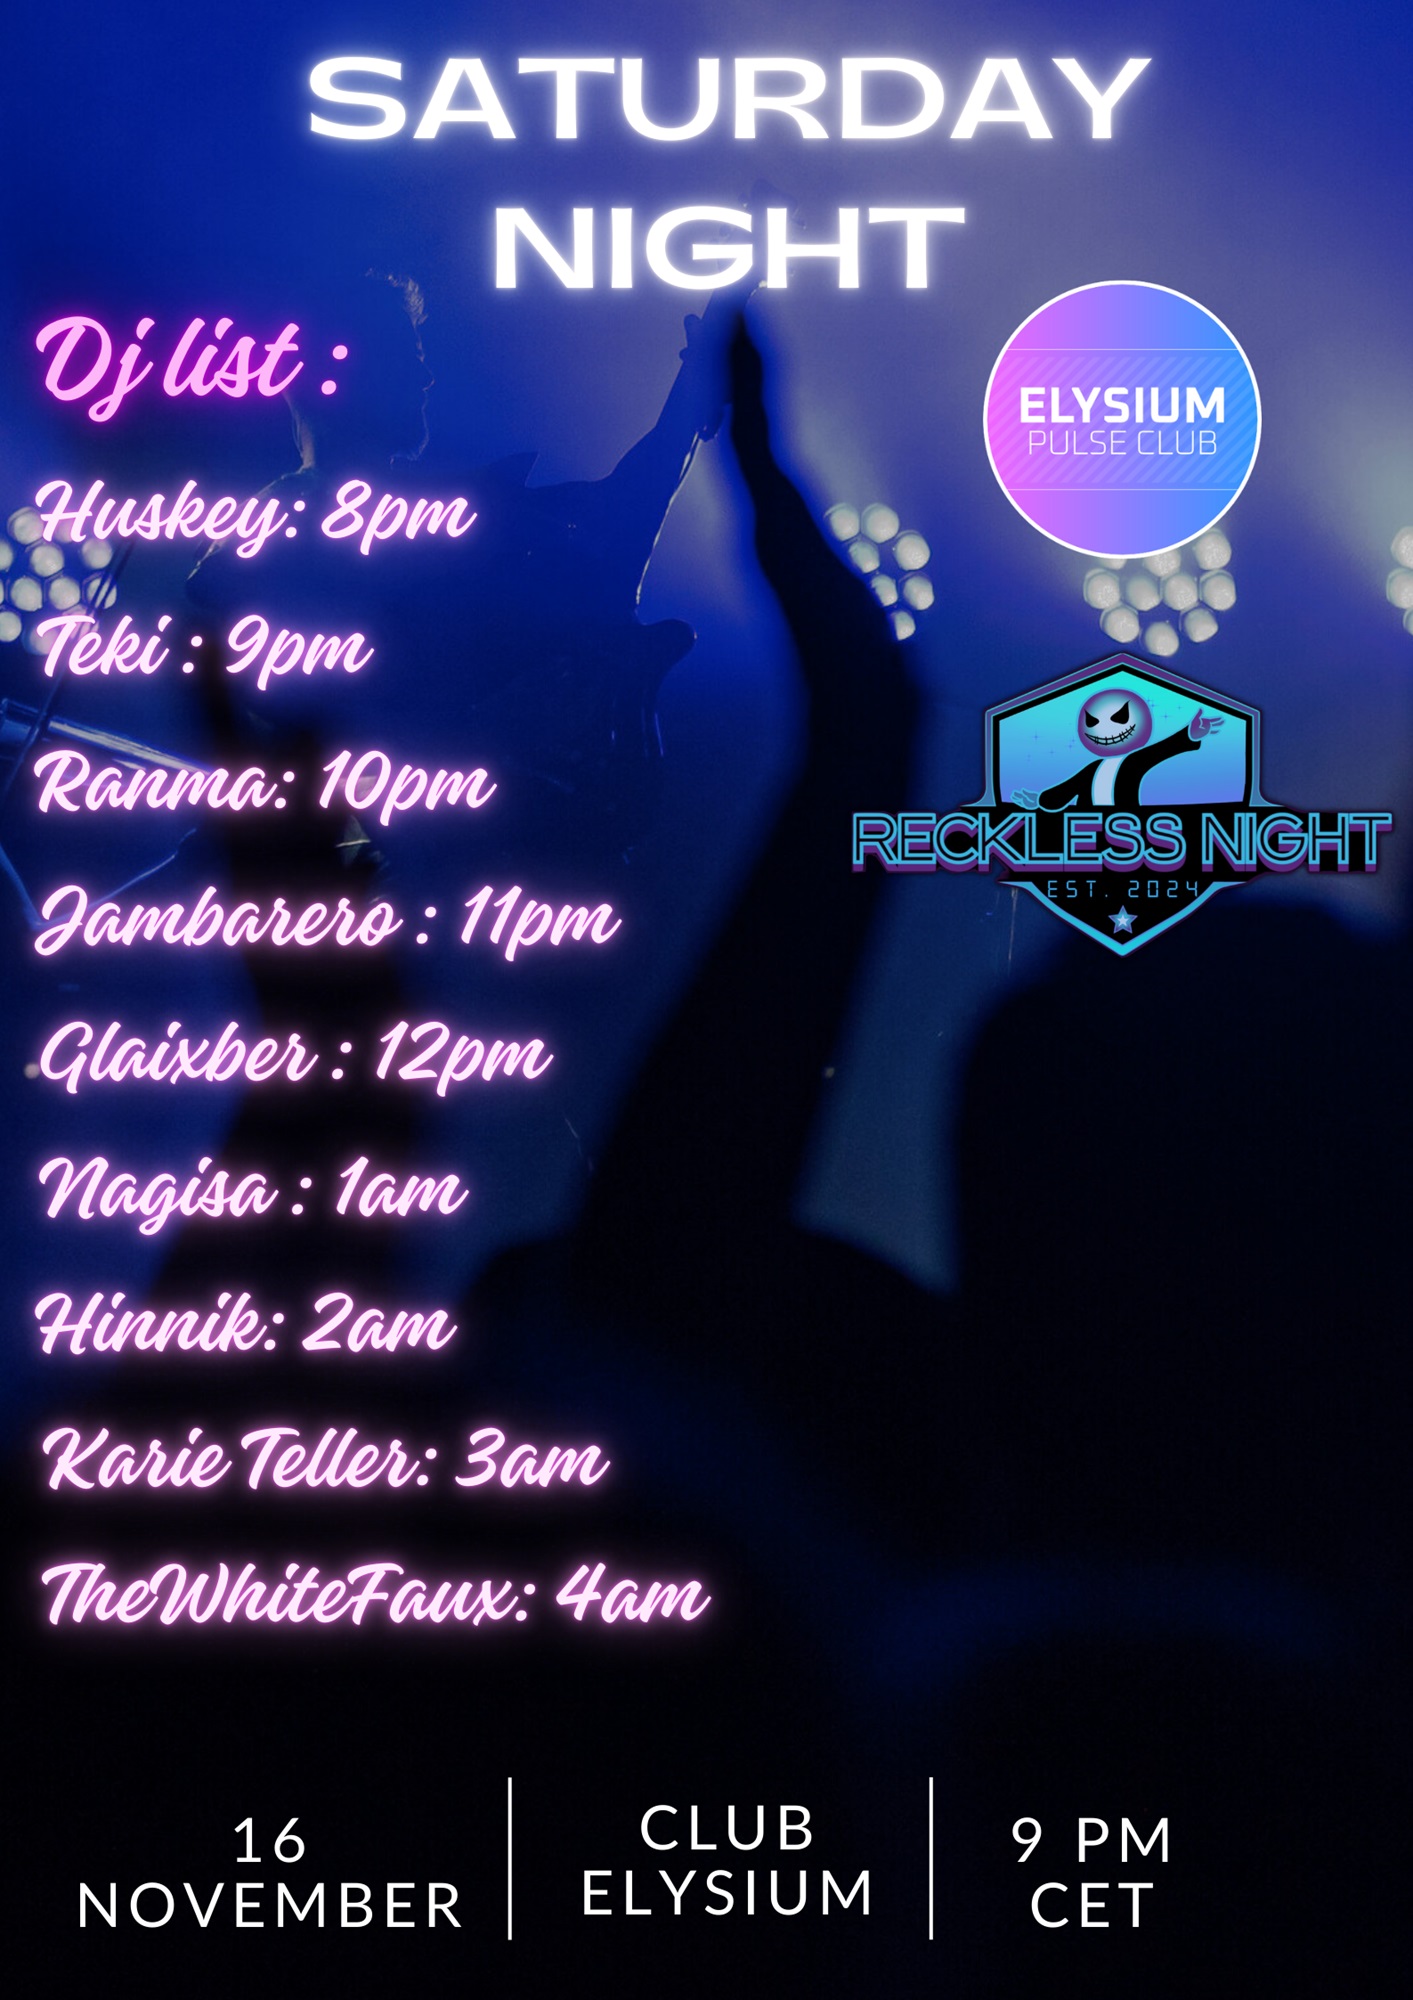 SATURDAY
NIGHT
Dj list :
Huskey: 8pm
Teki : 9pm
Ranma: 10pm
Jambarero : 11pm
Glaixber : 12pm
Nagisa : 1am
Hinnik: 2am
Karie Teller: 3am
TheWhiteFaux: 4am
ELYSIUM
PULSE CLUB
RECKLESS NIGHT
EST. 2024
16
NOVEMBER
CLUB
ELYSIUM
9 PM
CET